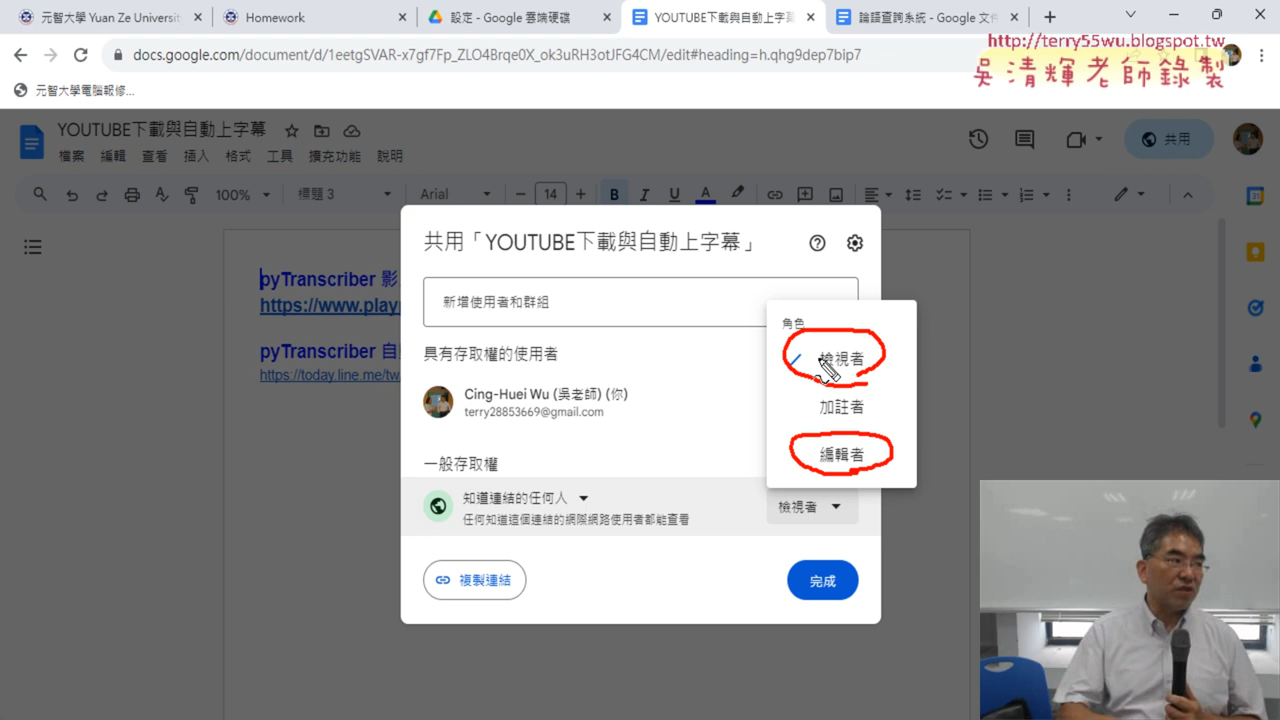 元智大學 Yuan Ze Universit
Homework
設定 - Google 雲端硬碟
YOUTUBE下載與自動上字幕
論語查詢系統 - Google 文件
docs.google.com/document/d/1eetgSVAR-x7gf7Fp_ZLO4Brqe0X_ok3uRH3otJFG4CM/edit#heading=h.qhg9dep7bip7
http://terry55wu.blogspot.tw
吳清輝老師錄製
元智大學電腦報修...
YOUTUBE下載與自動上字幕
檔案 編輯 查看 插入 格式 工具 擴充功能 說明
共用
100% 標題 3 Arial 14 B I U A
共用「YOUTUBE下載與自動上字幕」
pyTranscriber 影
新增使用者和群組
https://www.play
角色
pyTranscriber 自
具有存取權的使用者
檢視者
https://today.line.me/tw
Cing-Huei Wu (吳老師) (你)
terry28853669@gmail.com
加註者
編輯者
一般存取權
知道連結的任何人
任何知道這個連結的網際網路使用者都能查看
檢視者
複製連結
完成